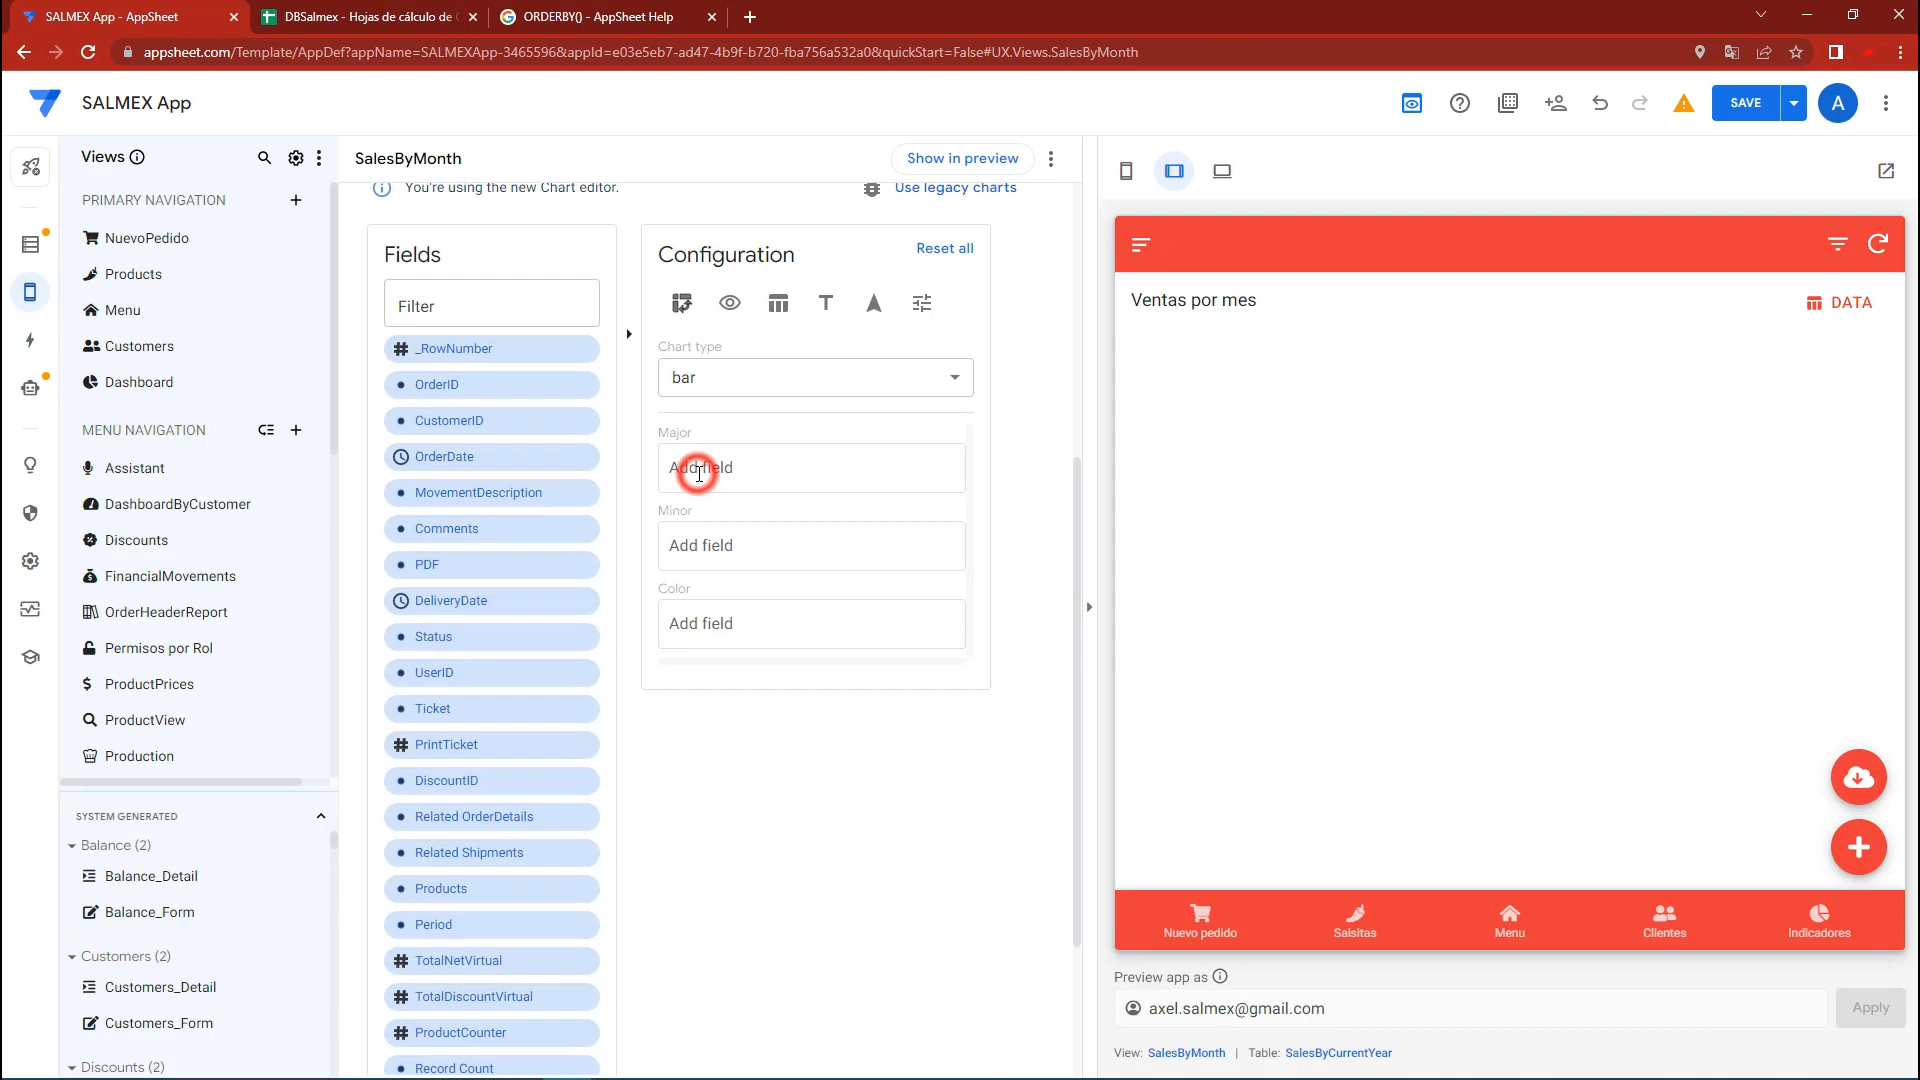 SALMEX App - AppSheet
DBSalmex - Hojas de cálculo de
ORDERBY() - AppSheet Help
appsheet.com/Template/AppDef?appName=SALMEXApp-3465596&appId=e03e5eb7-ad47-4b9f-b720-fba756a532a0&quickStart=False#UX.Views.SalesByMonth
SALMEX App
SAVE
A
Views
PRIMARY NAVIGATION
NuevoPedido
Products
Menu
Customers
Dashboard
MENU NAVIGATION
Assistant
DashboardByCustomer
Discounts
FinancialMovements
OrderHeaderReport
Permisos por Rol
ProductPrices
ProductView
Production
SYSTEM GENERATED
Balance (2)
Balance_Detail
Balance_Form
Customers (2)
Customers_Detail
Customers_Form
Discounts (2)
SalesByMonth
Show in preview
You're using the new Chart editor.
Use legacy charts
Fields
Filter
_RowNumber
OrderID
CustomerID
OrderDate
MovementDescription
Comments
PDF
DeliveryDate
Status
UserID
Ticket
PrintTicket
DiscountID
Related OrderDetails
Related Shipments
Products
Period
TotalNetVirtual
TotalDiscountVirtual
ProductCounter
Record Count
Configuration
Reset all
Chart type
bar
Major
Add field
Minor
Add field
Color
Add field
Ventas por mes
DATA
Nuevo pedido
Salsitas
Menu
Clientes
Indicadores
Preview app as
axel.salmex@gmail.com
Apply
View: SalesByMonth | Table: SalesByCurrentYear